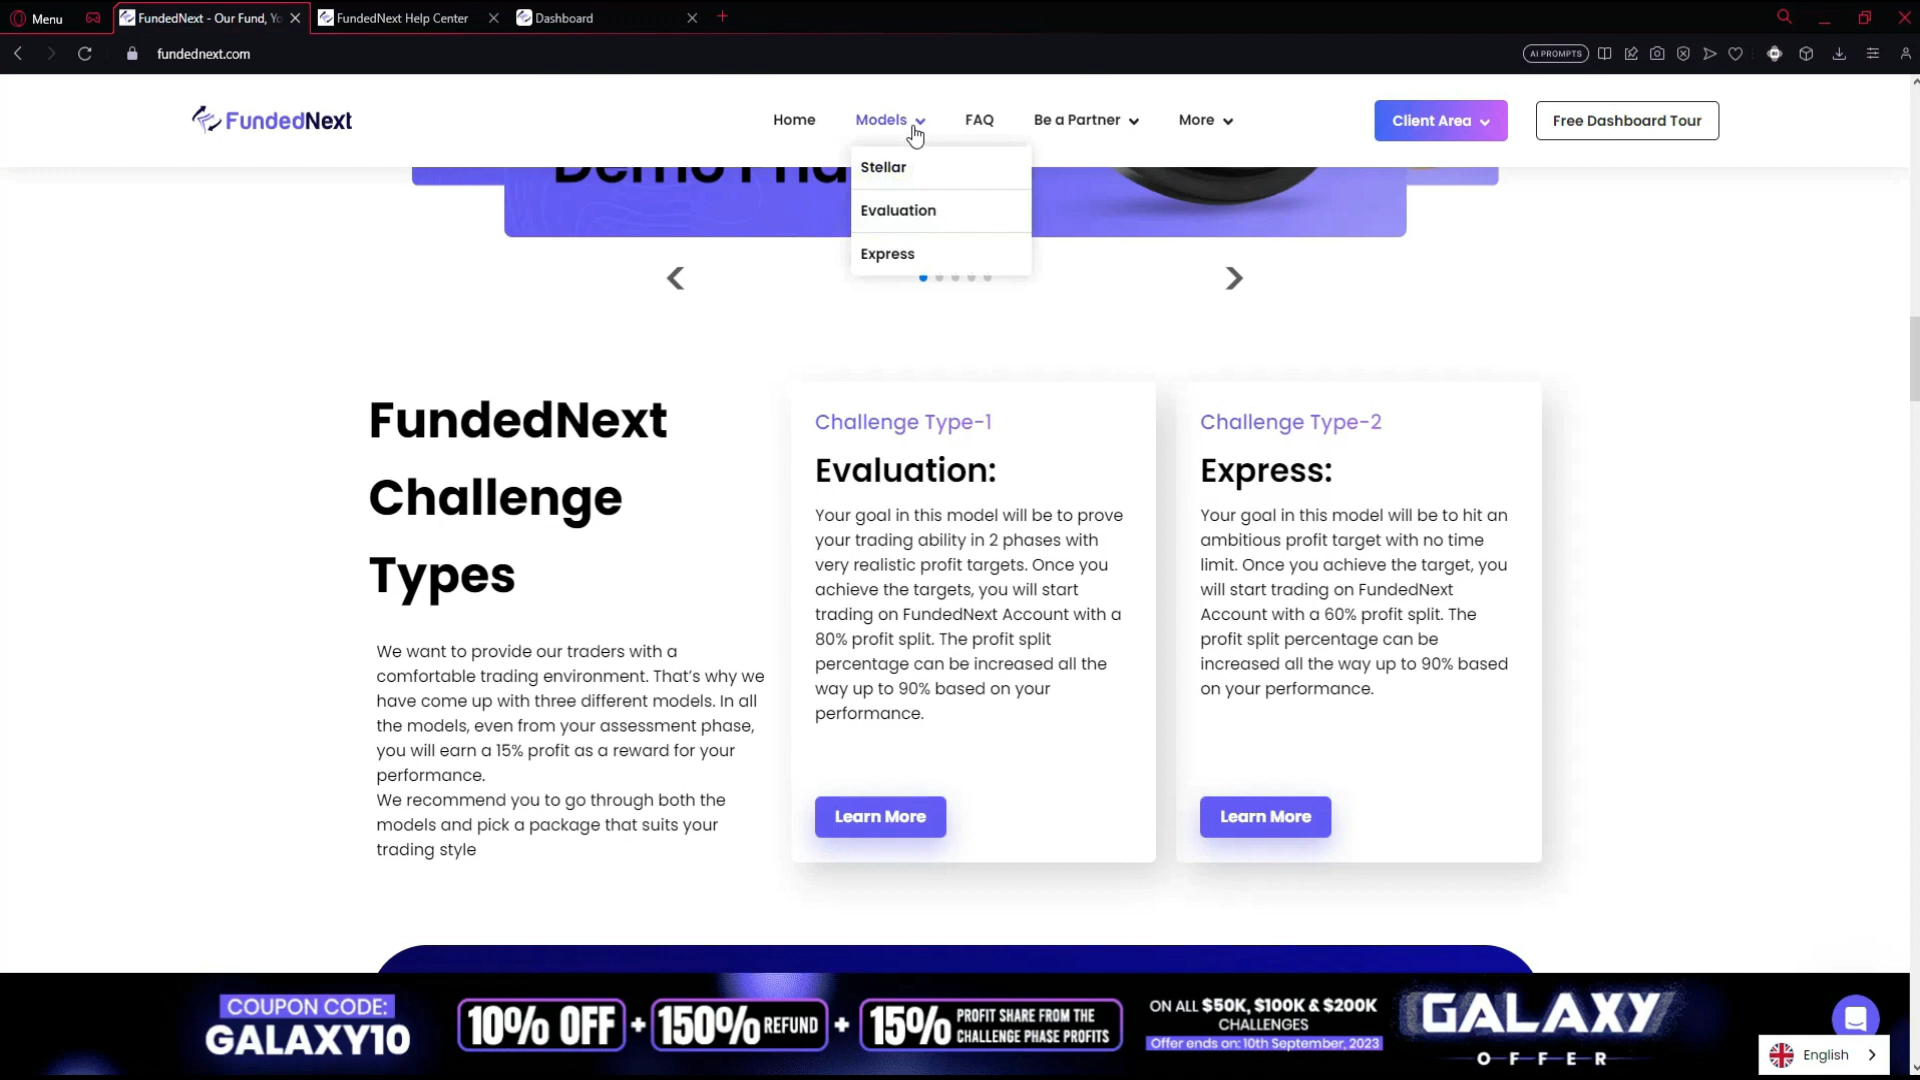 Menu
FundedNext - Our Fund, Yo
FundedNext Help Center
Dashboard
fundednext.com
AI PROMPTS
FundedNext
Home
Models
FAQ
Be a Partner
More
Client Area
Free Dashboard Tour
Stellar
Evaluation
Express
FundedNext
Challenge
Types
We want to provide our traders with a
comfortable trading environment. That's why we
have come up with three different models. In all
the models, even from your assessment phase,
you will earn a 15% profit as a reward for your
performance.
We recommend you to go through both the
models and pick a package that suits your
trading style
Challenge Type-1
Evaluation:
Your goal in this model will be to prove
your trading ability in 2 phases with
very realistic profit targets. Once you
achieve the targets, you will start
trading on FundedNext Account with a
80% profit split. The profit split
percentage can be increased all the
way up to 90% based on your
performance.
Learn More
Challenge Type-2
Express:
Your goal in this model will be to hit an
ambitious profit target with no time
limit. Once you achieve the target, you
will start trading on FundedNext
Account with a 60% profit split. The
profit split percentage can be
increased all the way up to 90% based
on your performance.
Learn More
COUPON CODE:
GALAXY10
10% OFF + 150% REFUND + 15% PROFIT SHARE FROM THE
CHALLENGE PHASE PROFITS
ON ALL $50K, $100K & $200K
CHALLENGES
Offer ends on: 10th September, 2023
GALAXY
OFFER
English